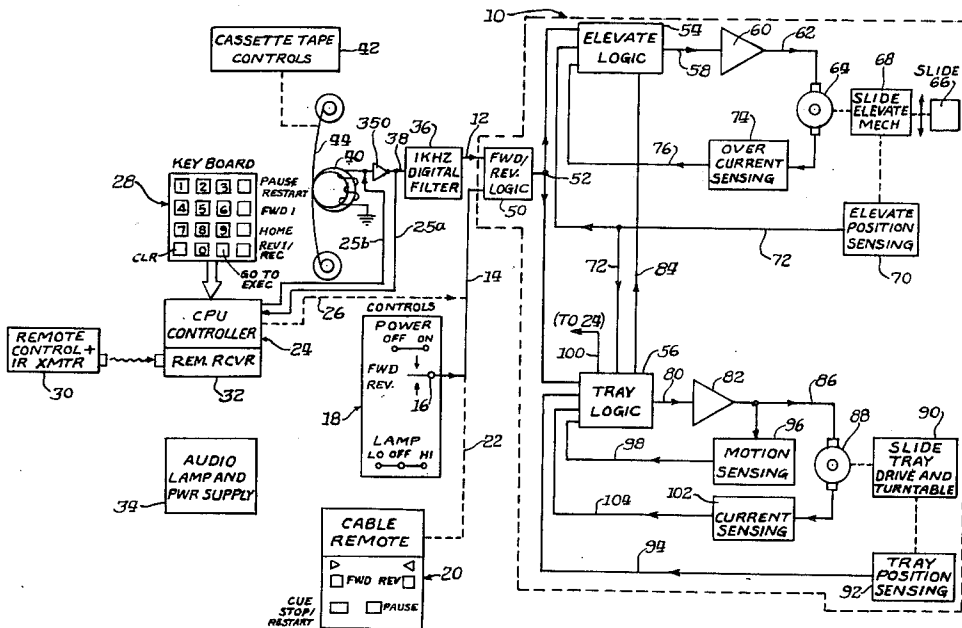 10
CASSETTE TAPE
CONTROLS
42
44
40
350
38
36
1KHZ
DIGITAL
FILTER
12
FWD/
REV.
LOGIC
50
52
54
ELEVATE
LOGIC
58
60
62
64
68
SLIDE
ELEVATE
MECH
SLIDE
66
74
OVER
CURRENT
SENSING
76
ELEVATE
POSITION
SENSING
70
72
72
84
KEY BOARD
28
1 2 3
PAUSE
RESTART
4 5 6
FWD 1
7 8 9
HOME
0
REV1/
REC
CLR
GO TO
EXEC
25b
25a
26
14
CPU
CONTROLLER
24
REM. RCVR
32
REMOTE
CONTROL+
IR XMTR
30
CONTROLS
POWER
OFF ON
FWD
REV.
16
18
LAMP
LO OFF HI
22
AUDIO
LAMP AND
PWR SUPPLY
34
CABLE
REMOTE
FWD REV
20
CUE
STOP/
RESTART
PAUSE
(TO 24)
100
56
TRAY
LOGIC
80
82
86
88
90
SLIDE
TRAY
DRIVE AND
TURNTABLE
96
MOTION
SENSING
98
102
CURRENT
SENSING
104
94
TRAY
POSITION
SENSING
92